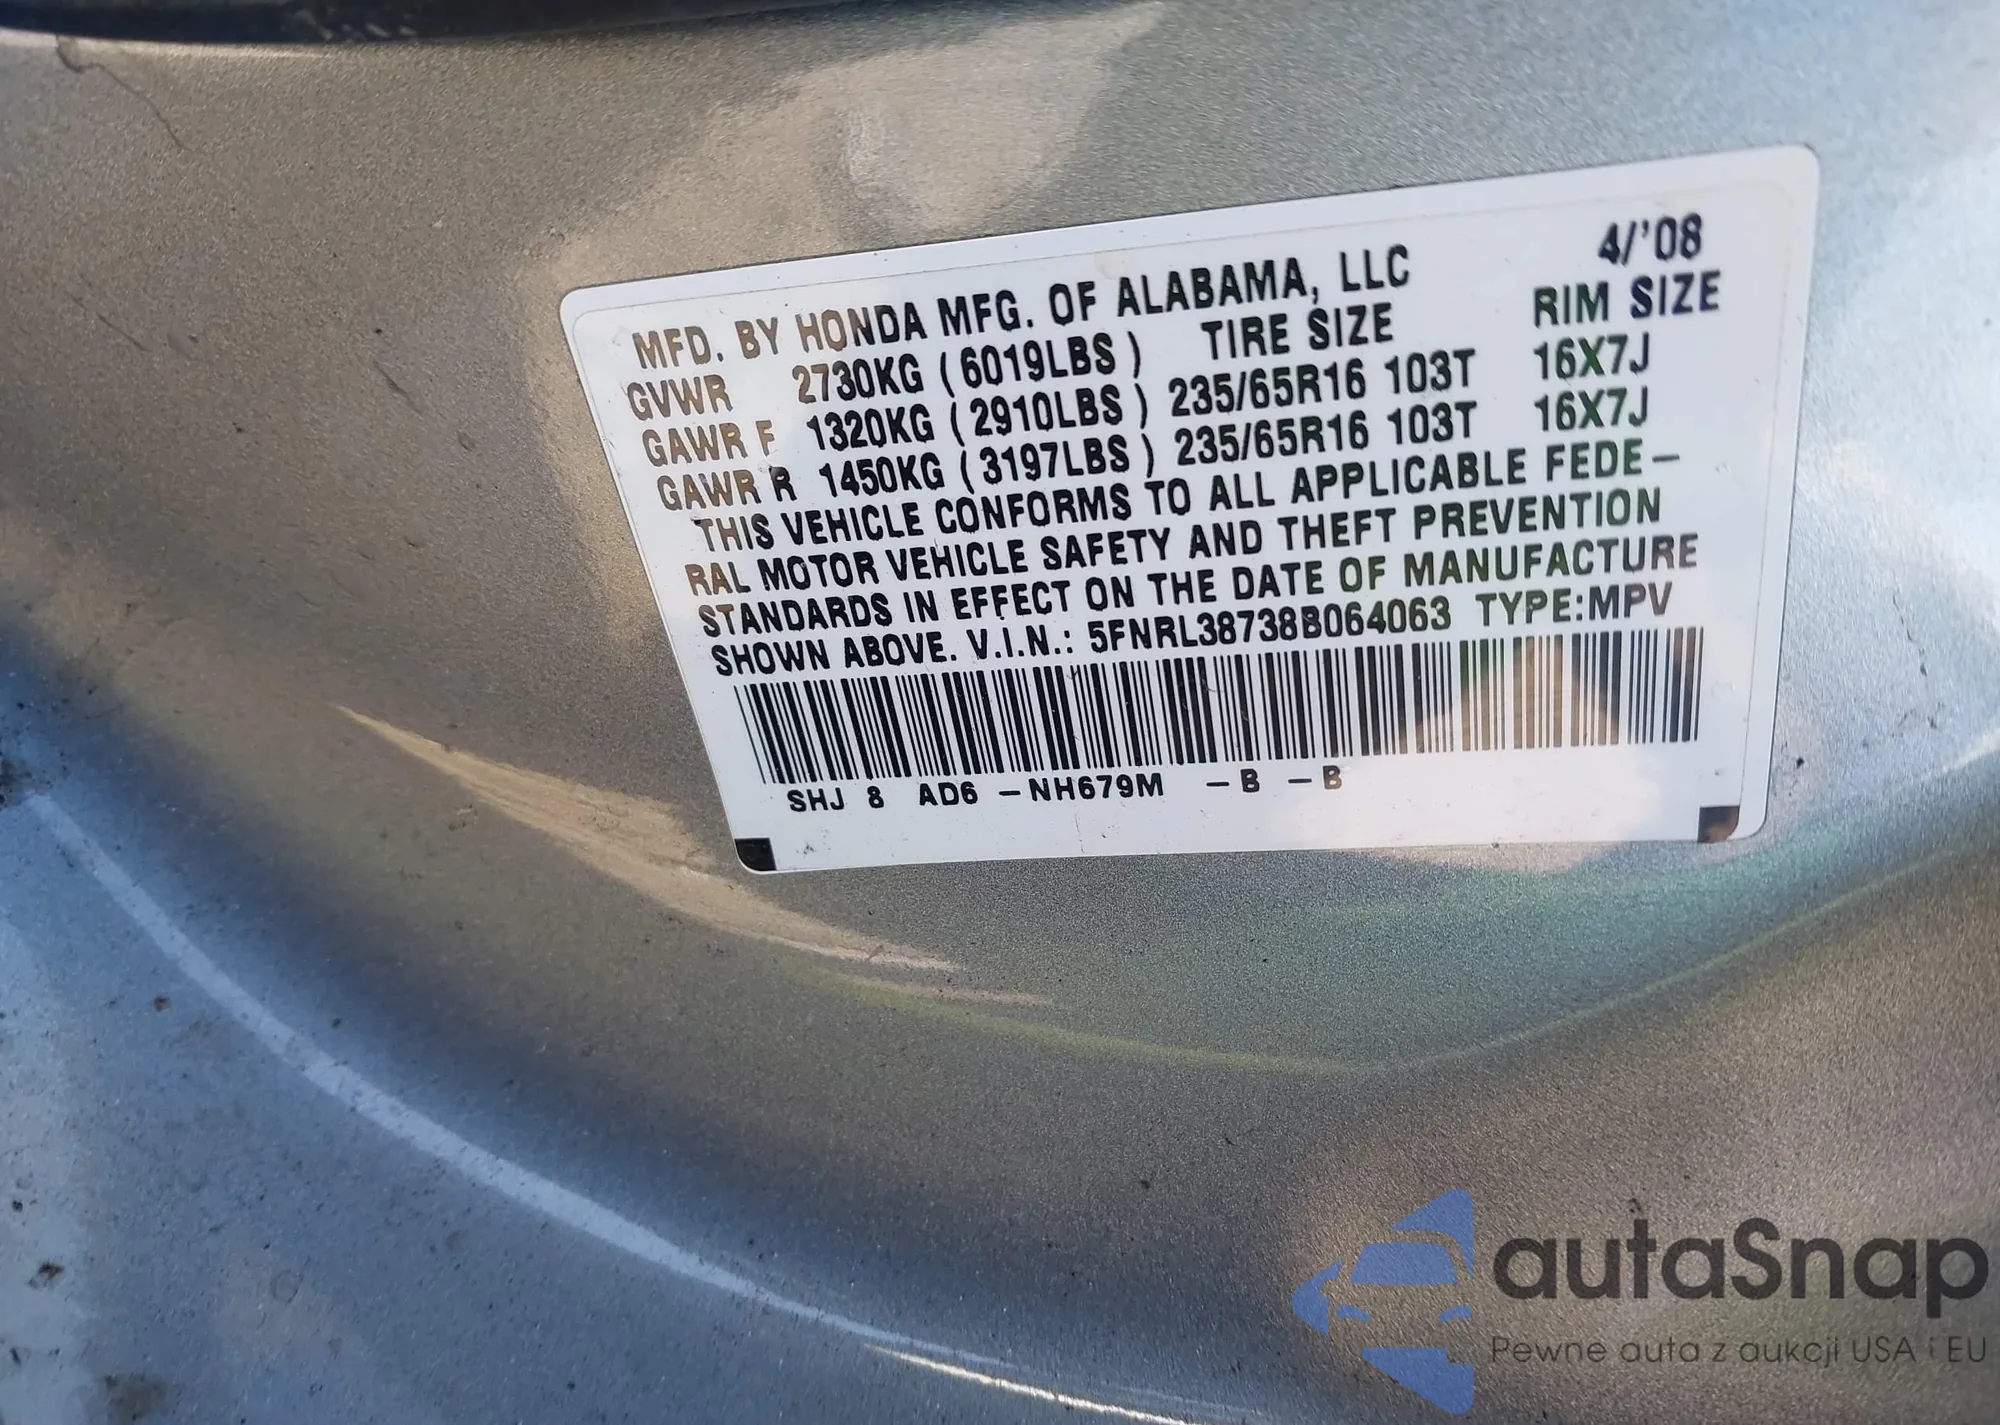 MFD. BY HONDA MFG. OF ALABAMA, LLC 4/'08
GVWR 2730KG (6019LBS) TIRE SIZE RIM SIZE
GAWR F 1320KG (2910LBS) 235/65R16 103T 16X7J
GAWR R 1450KG (3197LBS) 235/65R16 103T 16X7J
THIS VEHICLE CONFORMS TO ALL APPLICABLE FEDE-
RAL MOTOR VEHICLE SAFETY AND THEFT PREVENTION
STANDARDS IN EFFECT ON THE DATE OF MANUFACTURE
SHOWN ABOVE. V.I.N.: 5FNRL38738B064063 TYPE:MPV
SHJ 8 AD6 -NH679M -B -B
autaSnap
Pewne auta z aukcji USA i EU